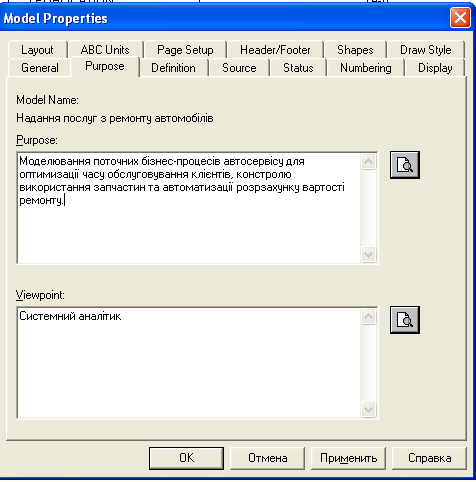 Model Properties
Layout ABC Units Page Setup Header/Footer Shapes Draw Style
General Purpose Definition Source Status Numbering Display
Model Name:
Надання послуг з ремонту автомобілів
Purpose:
Моделювання поточних бізнес-процесів автосервісу для
оптимизації часу обслуговування клієнтів, констролю
використання запчастин та автоматизації розрзахунку вартості
ремонту.
Viewpoint:
Системний аналітик
OK Отмена Применить Справка